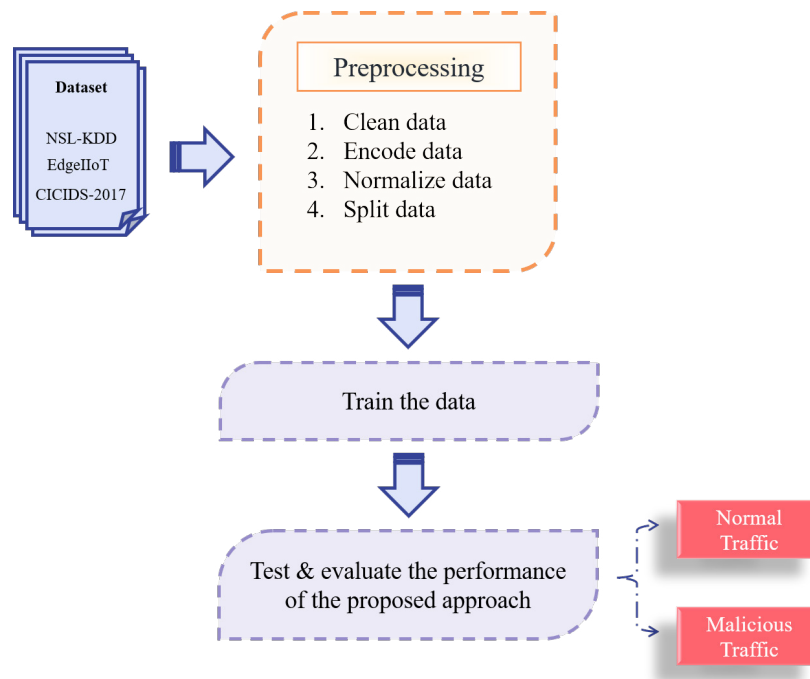 Dataset
NSL-KDD
EdgeIIoT
CICIDS-2017
Preprocessing
1. Clean data
2. Encode data
3. Normalize data
4. Split data
Train the data
Test & evaluate the performance
of the proposed approach
Normal
Traffic
Malicious
Traffic